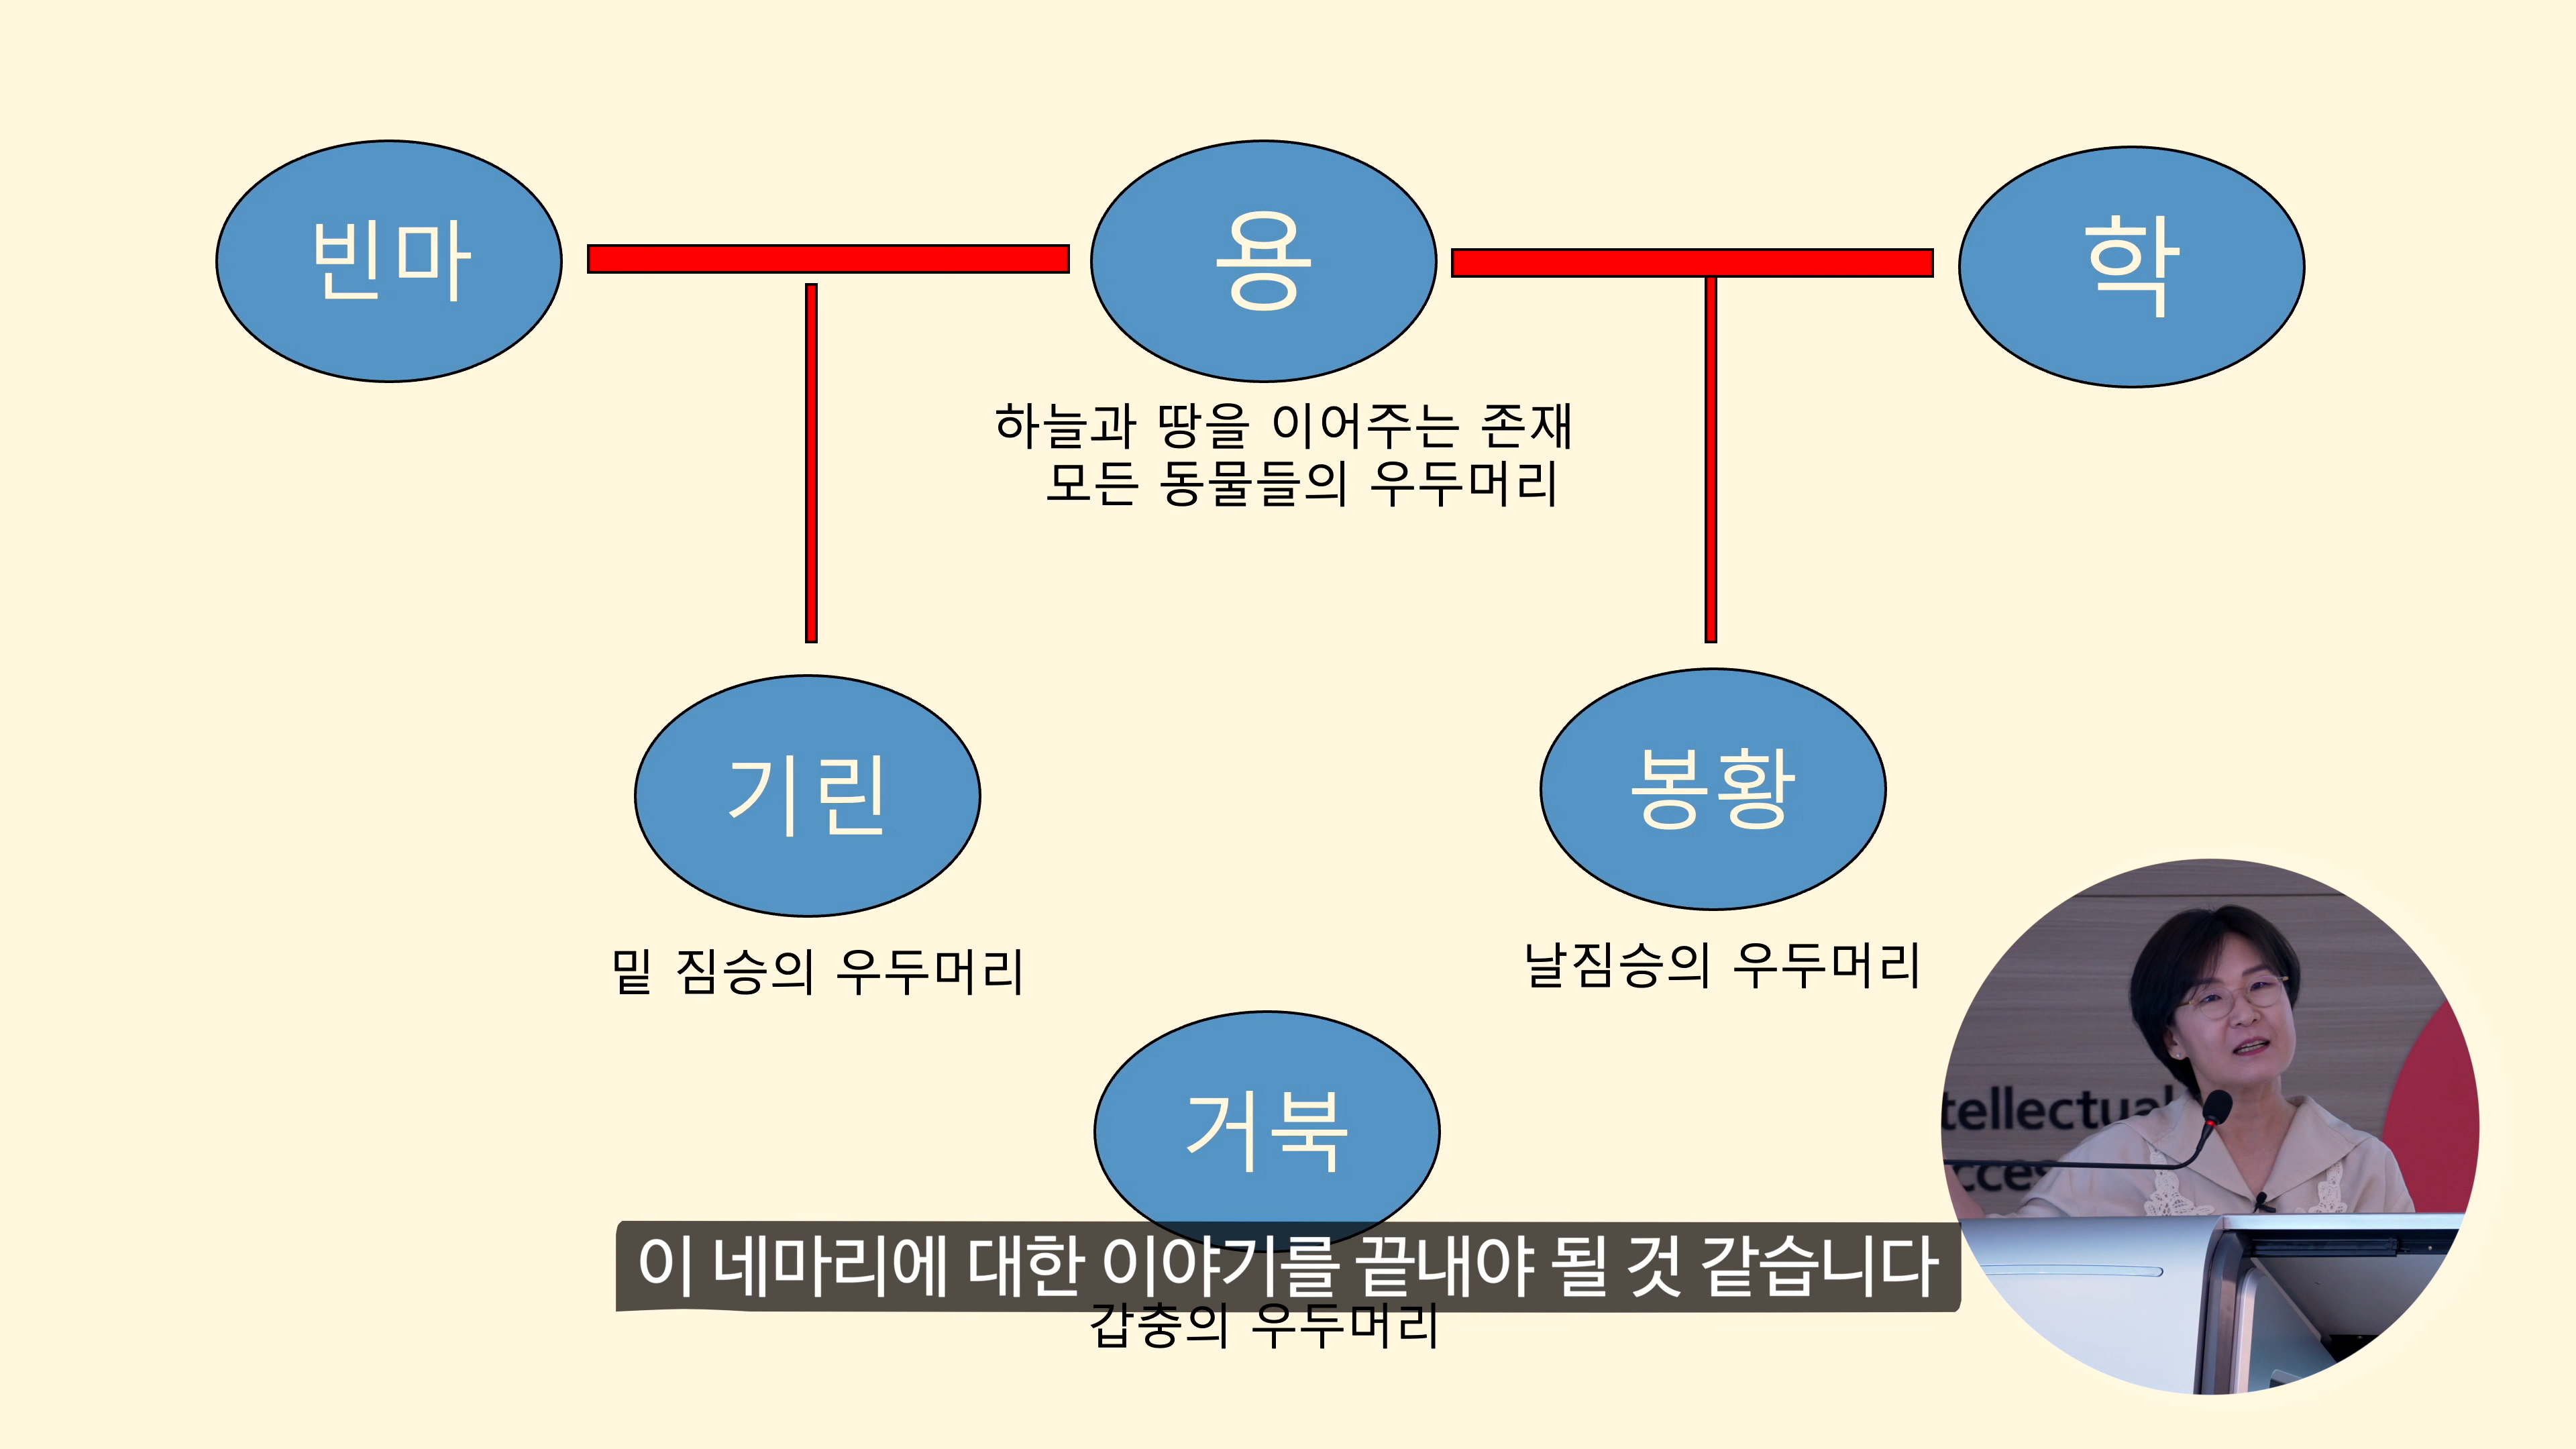 빈마
용
학
하늘과 땅을 이어주는 존재
모든 동물들의 우두머리
기린
봉황
밑 짐승의 우두머리
날짐승의 우두머리
거북
tellectual
cces
이 네마리에 대한 이야기를 끝내야 될 것 같습니다
갑충의 우두머리